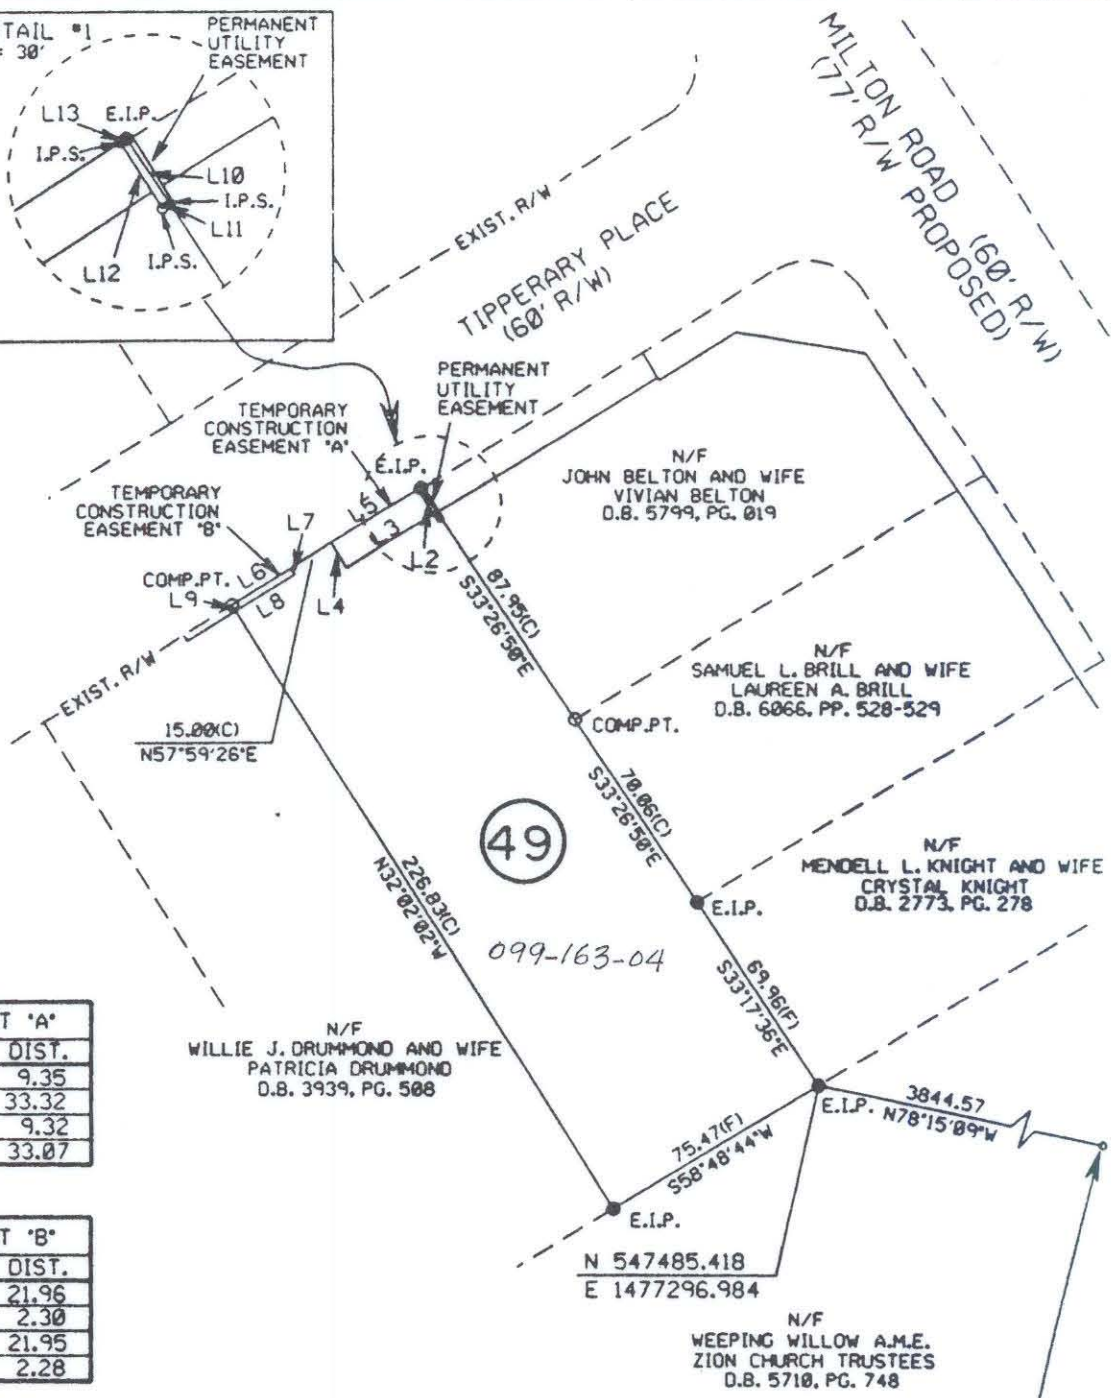 TAIL "1
= 30'
PERMANENT
UTILITY
EASEMENT
L13
E.I.P.
I.P.S.
L10
I.P.S.
L11
I.P.S.
L12
MILTON ROAD (60' R/W)
(77' R/W PROPOSED)
EXIST. R/W
TIPPERARY PLACE
(60' R/W)
PERMANENT
UTILITY
EASEMENT
TEMPORARY
CONSTRUCTION
EASEMENT "A"
E.I.P.
TEMPORARY
CONSTRUCTION
EASEMENT "B"
L5
L3
L7
L2
COMP.PT.
L6
L9
L8
L4
EXIST. R/W
15.00(C)
N57°59'26"E
N/F
JOHN BELTON AND WIFE
VIVIAN BELTON
D.B. 5799, PG. 019
87.95(C)
S33°26'50"E
N/F
SAMUEL L. BRILL AND WIFE
LAUREEN A. BRILL
D.B. 6066, PP. 528-529
COMP.PT.
70.06(C)
S33°26'50"E
49
N/F
MENDELL L. KNIGHT AND WIFE
CRYSTAL KNIGHT
D.B. 2773, PG. 278
E.I.P.
226.83(C)
N32°02'02"W
099-163-04
69.96(F)
S33°17'36"E
N/F
WILLIE J. DRUMMOND AND WIFE
PATRICIA DRUMMOND
D.B. 3939, PG. 508
T "A"
DIST.
9.35
33.32
9.32
33.07
E.I.P.
3844.57
N78°15'09"W
75.47(F)
S58°48'44"W
E.I.P.
T "B"
DIST.
21.96
2.30
21.95
2.28
N 547485.418
E 1477296.984
N/F
WEEPING WILLOW A.M.E.
ZION CHURCH TRUSTEES
D.B. 5710, PG. 748